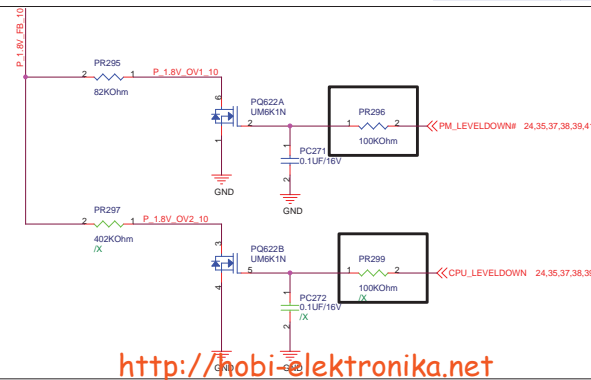 P_1.8V_FB_10
PR295
2 1 P_1.8V_OV1_10
82KOhm
6
PQ622A
UM6K1N
2
1
GND
PR296
1 2
100KOhm
PM_LEVELDOWN# 24,35,37,38,39,41
1
PC271
0.1UF/16V
2
GND
PR297
2 1 P_1.8V_OV2_10
402KOhm
/X
3
PQ622B
UM6K1N
5
4
GND
PR299
1 2
100KOhm
/X
CPU_LEVELDOWN 24,35,37,38,39
1
PC272
0.1UF/16V
/X
2
GND
http://hobi-elektronika.net